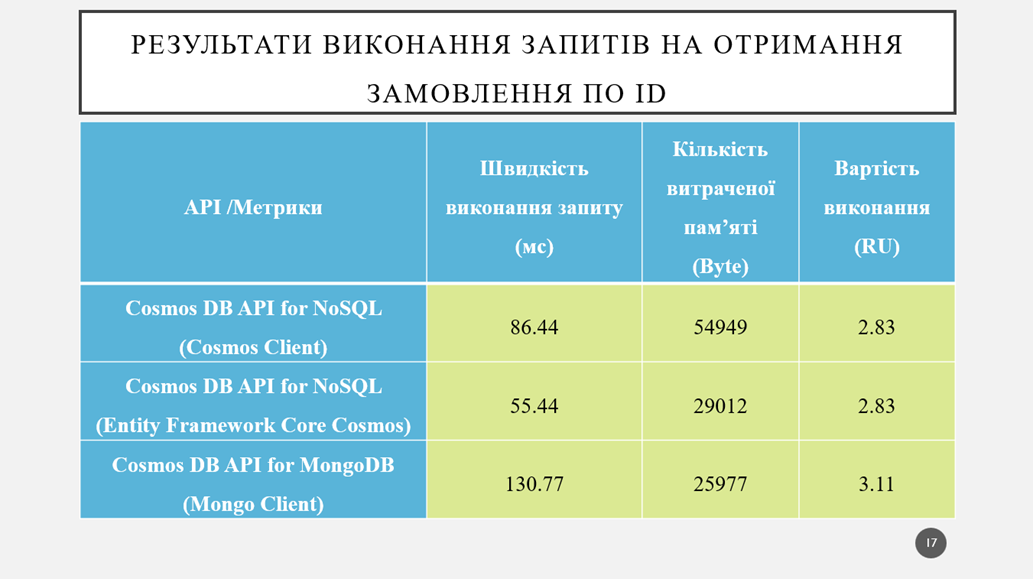 РЕЗУЛЬТАТИ ВИКОНАННЯ ЗАПИТІВ НА ОТРИМАННЯ
ЗАМОВЛЕННЯ ПО ID
API /Метрики
Швидкість
виконання запиту
(мс)
Кількість
витраченої
пам’яті
(Byte)
Вартість
виконання
(RU)
Cosmos DB API for NoSQL
(Cosmos Client)
86.44
54949
2.83
Cosmos DB API for NoSQL
(Entity Framework Core Cosmos)
55.44
29012
2.83
Cosmos DB API for MongoDB
(Mongo Client)
130.77
25977
3.11
17